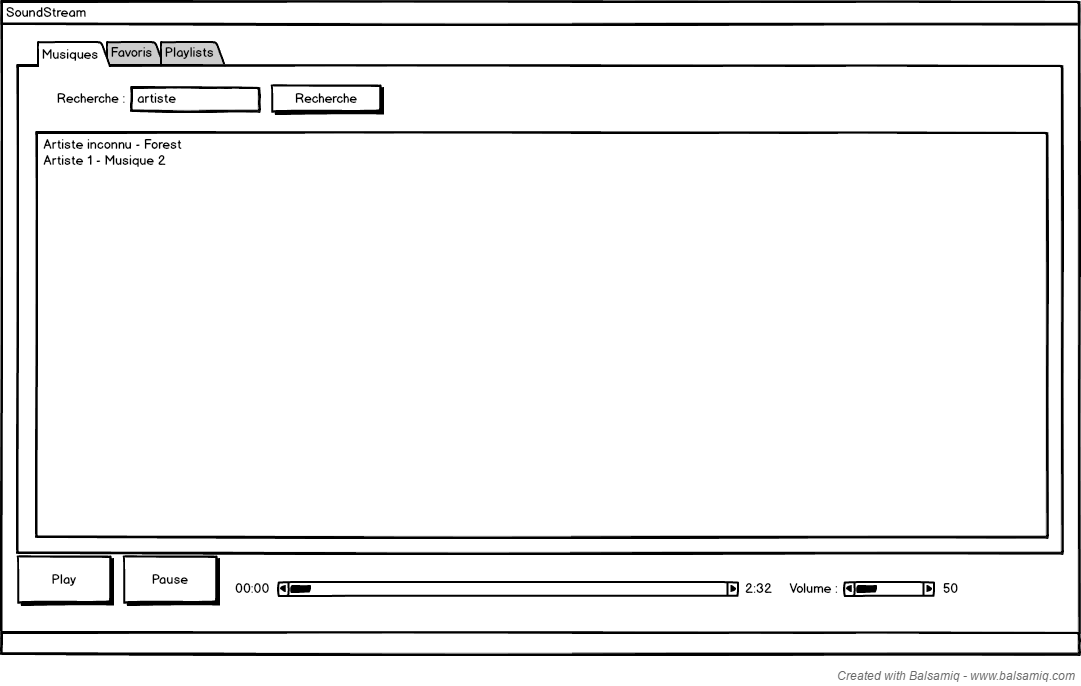 SoundStream
Musiques Favoris Playlists
Recherche : artiste Recherche
Artiste inconnu - Forest
Artiste 1 - Musique 2
Play Pause 00:00 2:32 Volume : 50
Created with Balsamiq - www.balsamiq.com